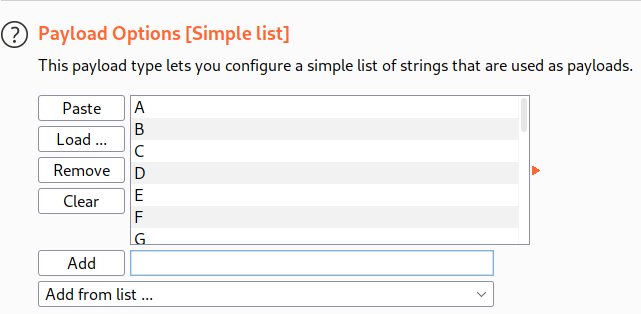 ?
Payload Options [Simple list]
This payload type lets you configure a simple list of strings that are used as payloads.
Paste
Load ...
Remove
Clear
A
B
C
D
E
F
G
Add
Add from list ...